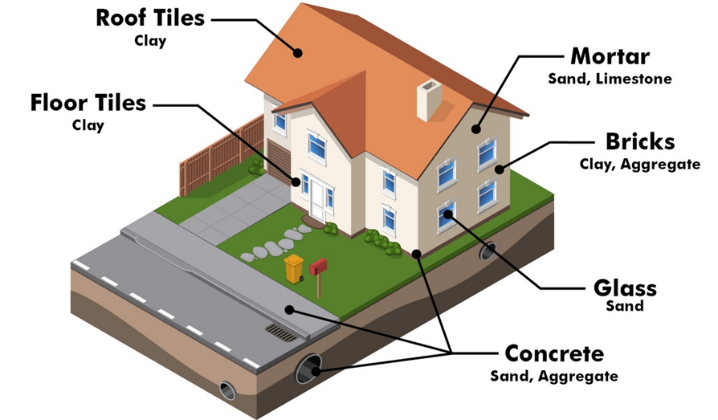 Roof Tiles
Clay
Mortar
Sand, Limestone
Floor Tiles
Clay
Bricks
Clay, Aggregate
Glass
Sand
Concrete
Sand, Aggregate